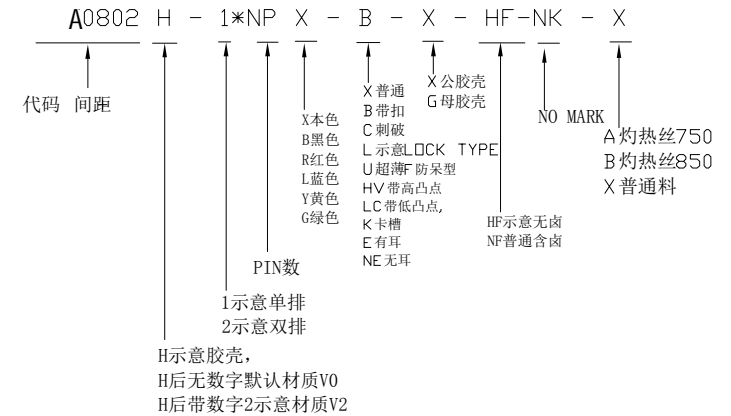 A0802 H - 1*NP X - B - X - HF-NK - X
代码 间距
X本色
B黑色
R红色
L蓝色
Y黄色
G绿色
X普通
B带扣
C刺破
L示意LOCK TYPE
U超薄F防呆型
HV带高凸点
LC带低凸点,
K卡槽
E有耳
NE无耳
X公胶壳
G母胶壳
NO MARK
A灼热丝750
B灼热丝850
X普通料
HF示意无卤
NF普通含卤
PIN数
1示意单排
2示意双排
H示意胶壳,
H后无数字默认材质V0
H后带数字2示意材质V2